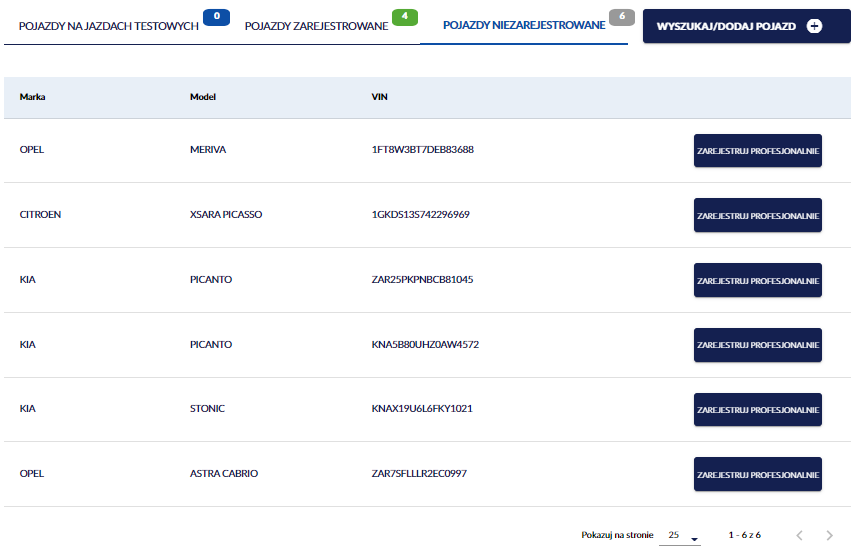 POJAZDY NA JAZDACH TESTOWYCH 0 POJAZDY ZAREJESTROWANE 4 POJAZDY NIEZAREJESTROWANE 6 WYSZUKAJ/DODAJ POJAZD
Marka Model VIN
OPEL MERIVA 1FT8W3BT7DEB83688 ZAREJESTRUJ PROFESJONALNIE
CITROEN XSARA PICASSO 1GKDS13S742296969 ZAREJESTRUJ PROFESJONALNIE
KIA PICANTO ZAR25PKPNBCB81045 ZAREJESTRUJ PROFESJONALNIE
KIA PICANTO KNA5B80UHZ0AW4572 ZAREJESTRUJ PROFESJONALNIE
KIA STONIC KNAX19U6L6FKY1021 ZAREJESTRUJ PROFESJONALNIE
OPEL ASTRA CABRIO ZAR7SFLLLR2EC0997 ZAREJESTRUJ PROFESJONALNIE
Pokazuj na stronie 25 1 - 6 z 6